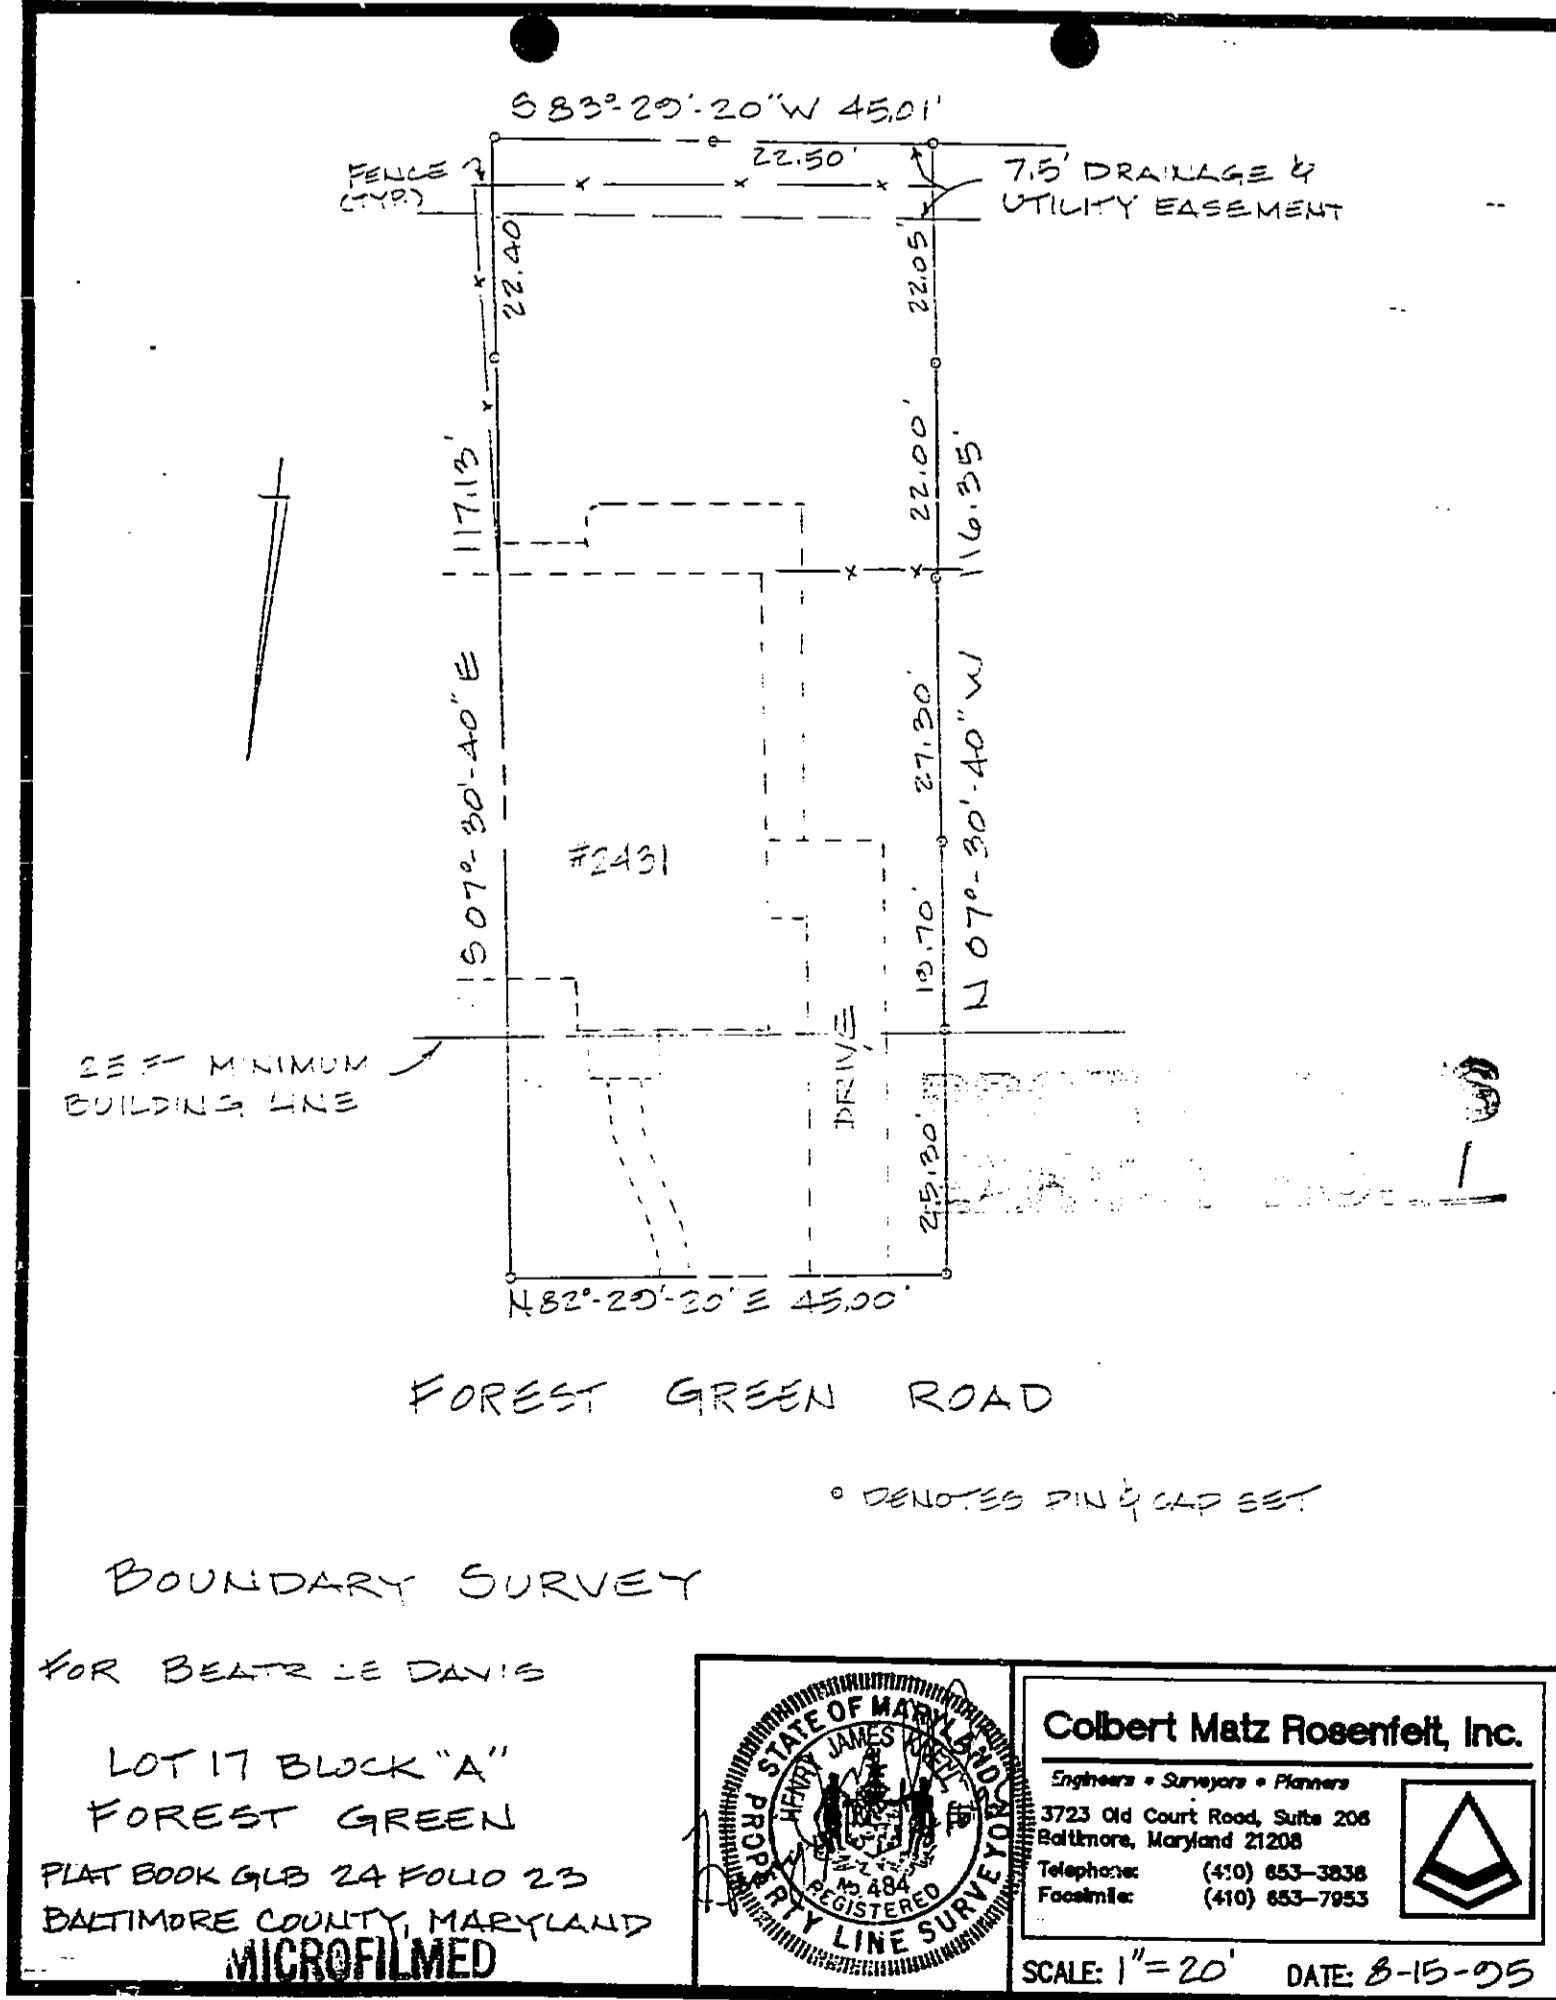 S 83°-29'-20"W 45.01'
22.50'
FENCE
(TYP.)
7.5' DRAINAGE &
UTILITY EASEMENT
22.40
22.05'
117.13'
22.00'
116.35'
S 07°-30'-40" E
27.30'
N 07°-30'-40" W
#2431
19.70'
25 FT MINIMUM
BUILDING LINE
DRIVE
25.30'
N 82°-29'-20" E 45.00'
FOREST GREEN ROAD
° DENOTES PIN & CAP SET
BOUNDARY SURVEY
FOR BEATRICE DAVIS
LOT 17 BLOCK "A"
FOREST GREEN
PLAT BOOK GLB 24 FOLIO 23
BALTIMORE COUNTY, MARYLAND
MICROFILMED
STATE OF MARYLAND
HENRY JAMES
NO. 484
REGISTERED
PROPERTY LINE SURVEYOR
Colbert Matz Rosenfelt, Inc.
Engineers • Surveyors • Planners
3723 Old Court Road, Suite 206
Baltimore, Maryland 21208
Telephone: (410) 653-3838
Facsimile: (410) 653-7953
SCALE: 1"=20' DATE: 8-15-95